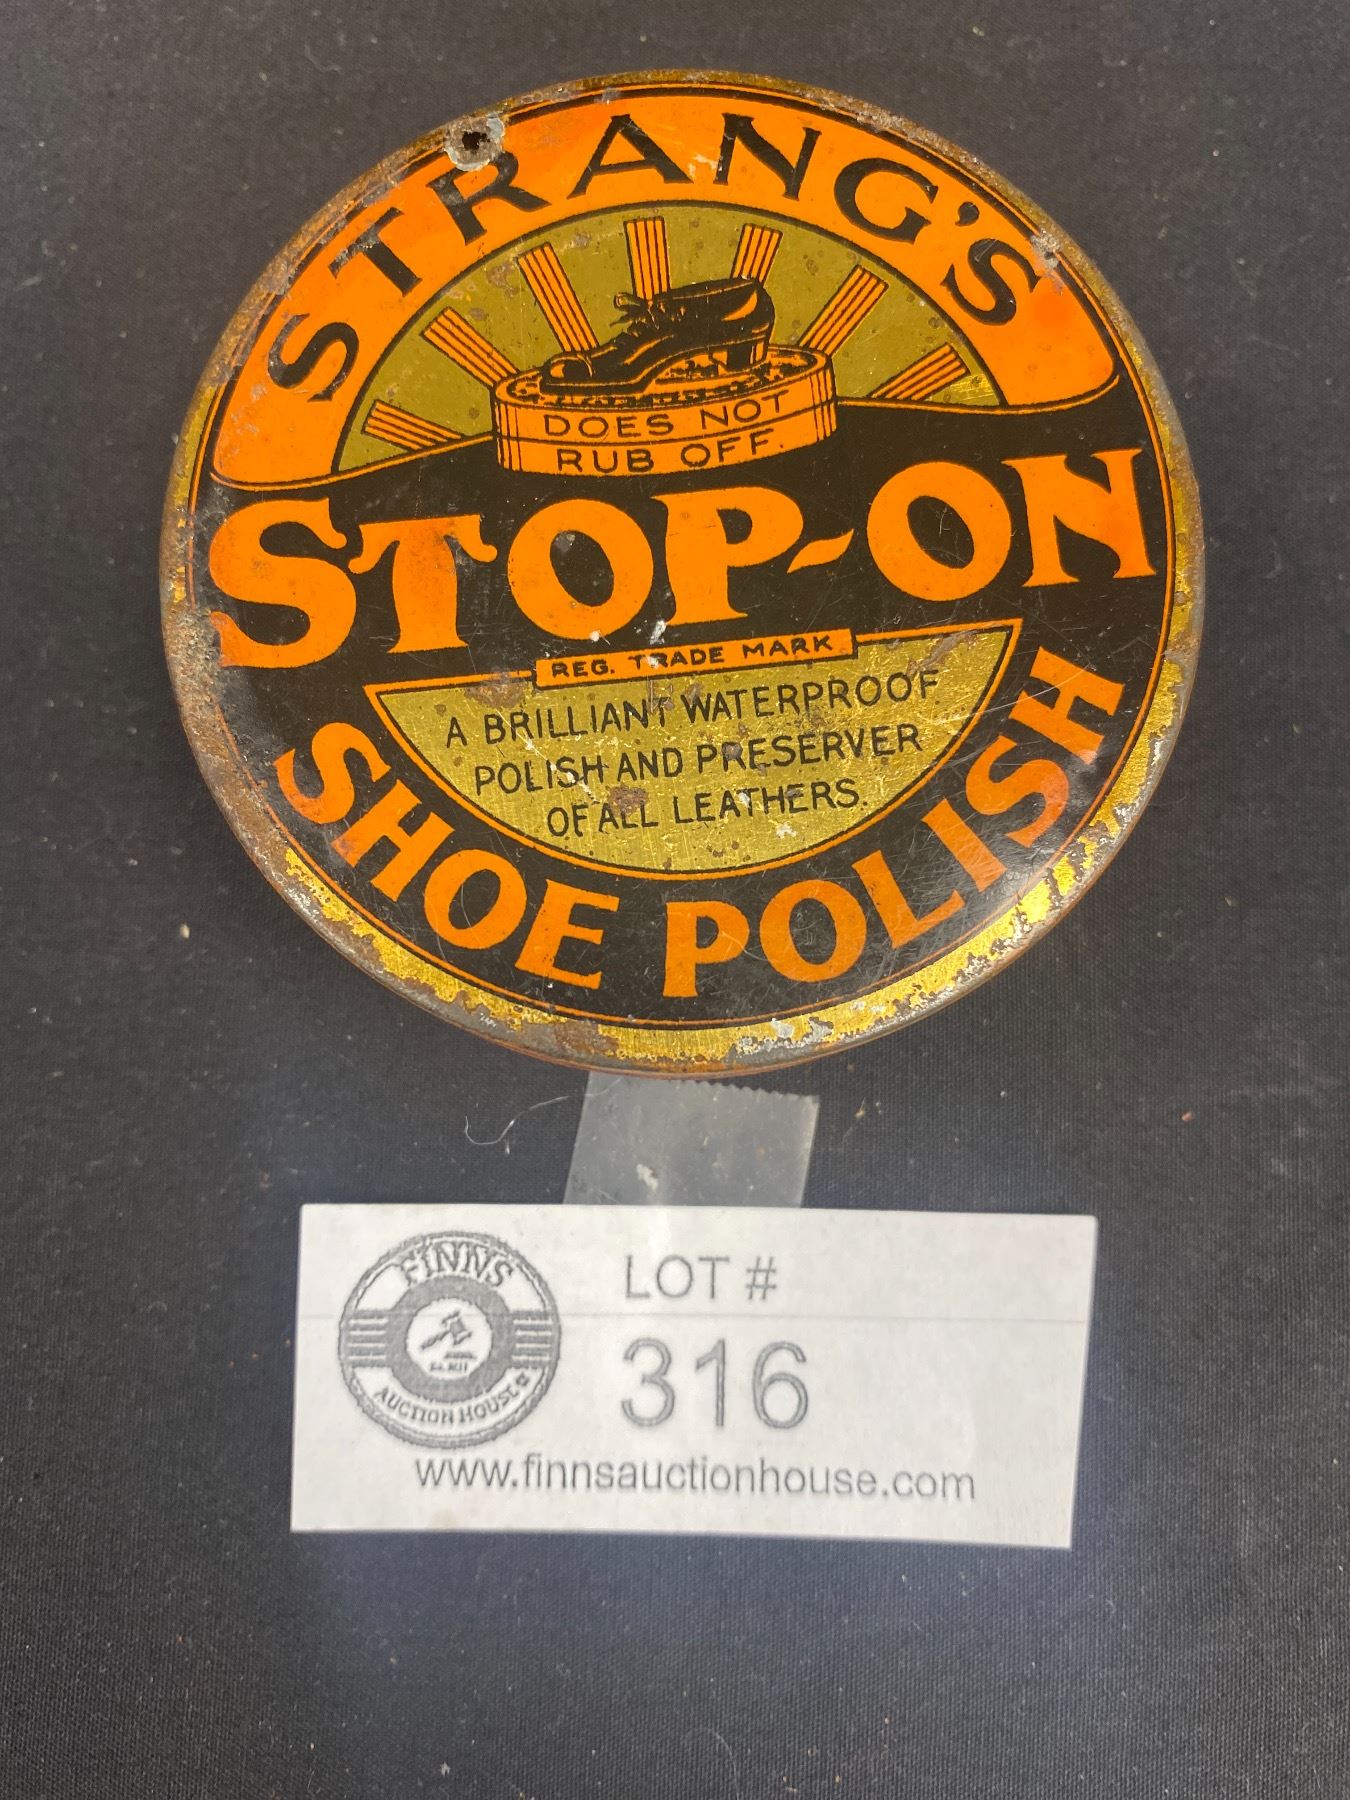 STRANG'S
DOES NOT
RUB OFF.
STOP-ON
REG. TRADE MARK
A BRILLIANT WATERPROOF
POLISH AND PRESERVER
OF ALL LEATHERS.
SHOE POLISH
FINNS
AUCTION HOUSE
LOT #
316
www.finnsauctionhouse.com